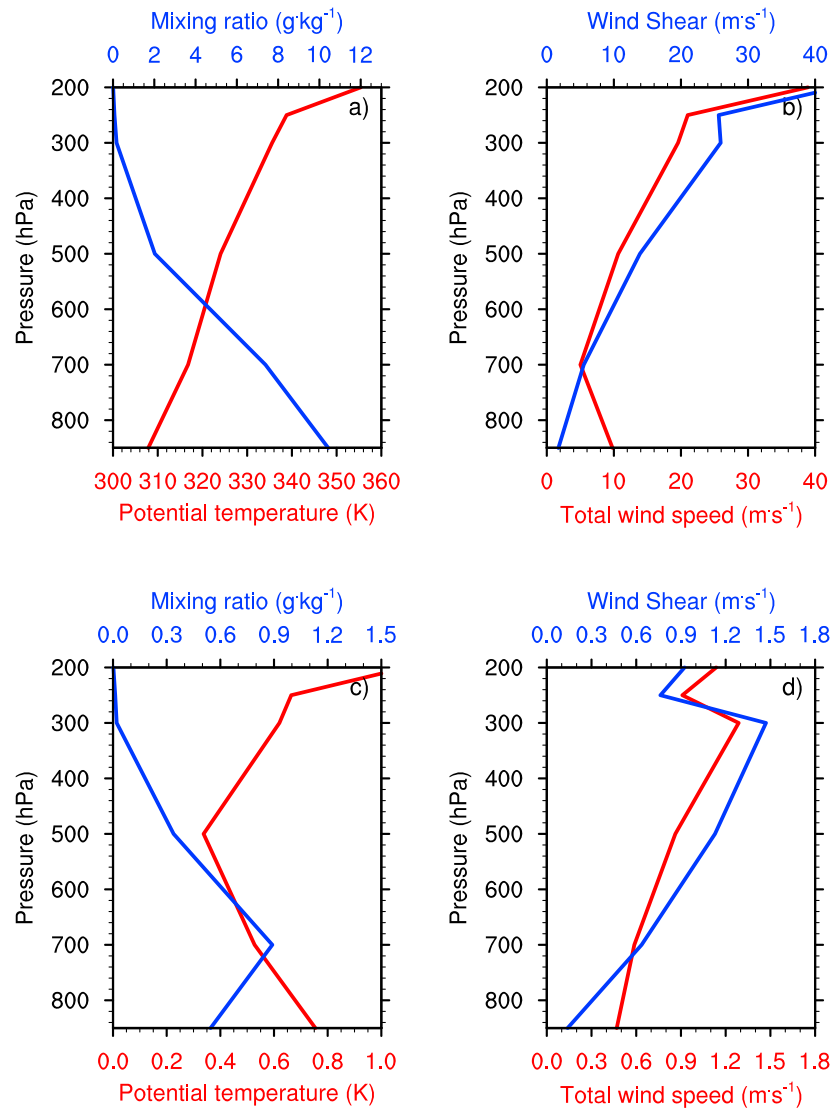 Mixing ratio (g·kg⁻¹)
0 2 4 6 8 10 12
200
300
400
500
600
700
800
Pressure (hPa)
a)
300 310 320 330 340 350 360
Potential temperature (K)
Wind Shear (m·s⁻¹)
0 10 20 30 40
200
300
400
500
600
700
800
Pressure (hPa)
b)
0 10 20 30 40
Total wind speed (m·s⁻¹)
Mixing ratio (g·kg⁻¹)
0.0 0.3 0.6 0.9 1.2 1.5
200
300
400
500
600
700
800
Pressure (hPa)
c)
0.0 0.2 0.4 0.6 0.8 1.0
Potential temperature (K)
Wind Shear (m·s⁻¹)
0.0 0.3 0.6 0.9 1.2 1.5 1.8
200
300
400
500
600
700
800
Pressure (hPa)
d)
0.0 0.3 0.6 0.9 1.2 1.5 1.8
Total wind speed (m·s⁻¹)